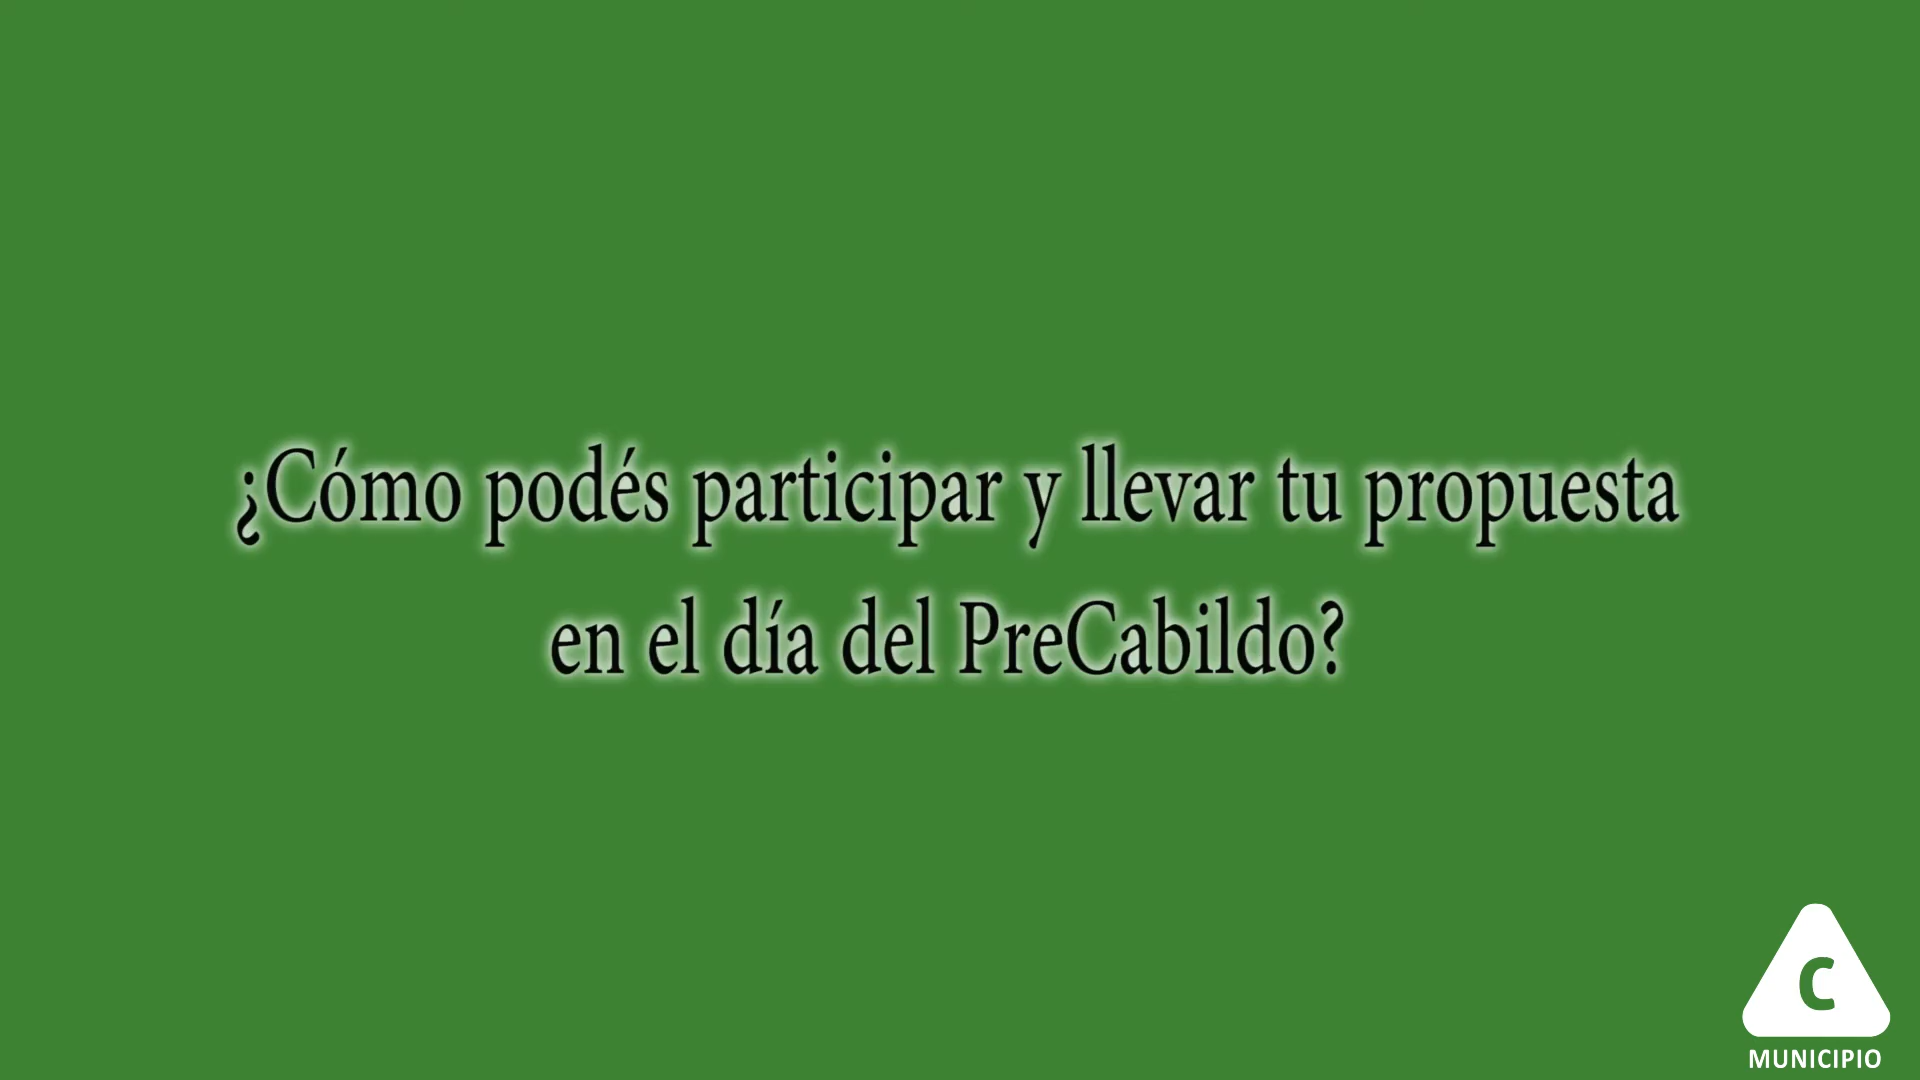 ¿Cómo podés participar y llevar tu propuesta
en el día del PreCabildo?
C
MUNICIPIO